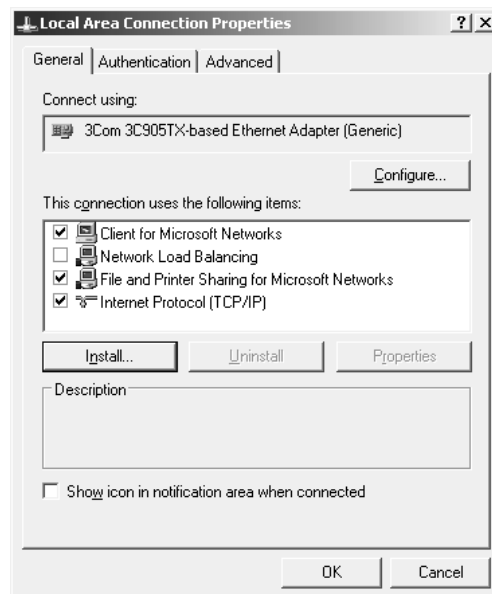 Local Area Connection Properties ? ×
General Authentication Advanced
Connect using:
3Com 3C905TX-based Ethernet Adapter (Generic)
Configure...
This connection uses the following items:
Client for Microsoft Networks
Network Load Balancing
File and Printer Sharing for Microsoft Networks
Internet Protocol (TCP/IP)
Install... Uninstall Properties
Description
Show icon in notification area when connected
OK Cancel